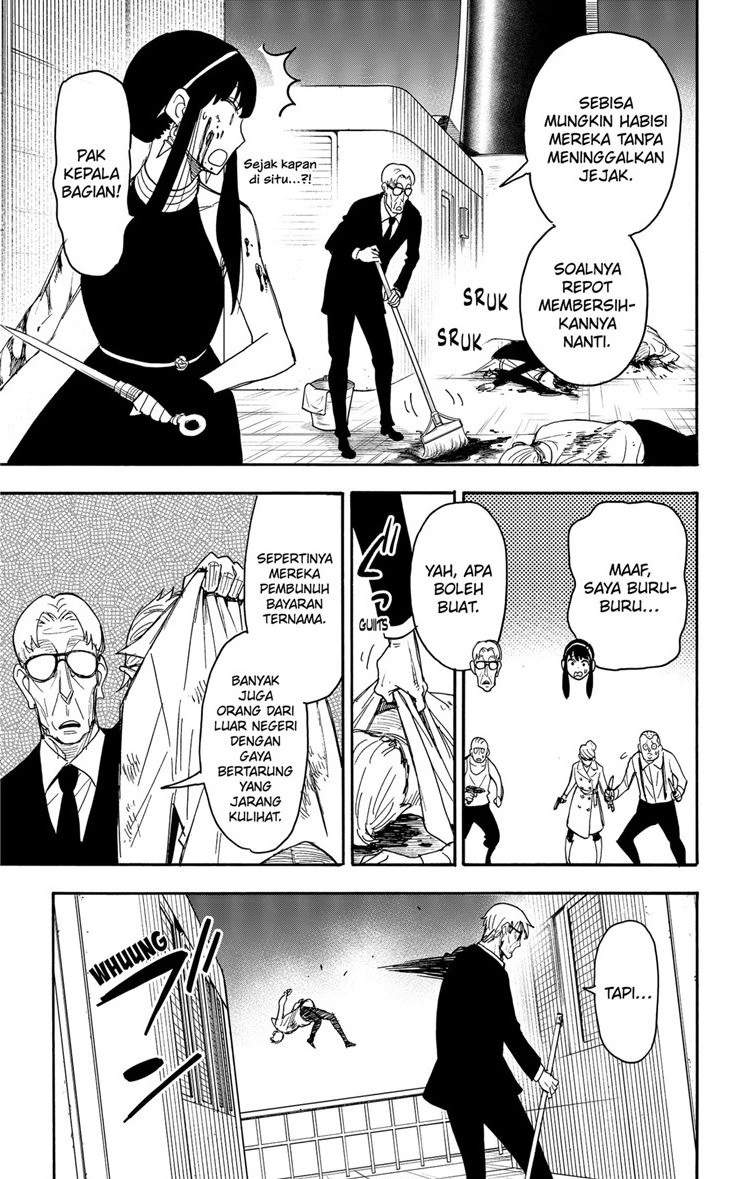 SEBISA
MUNGKIN HABISI
MEREKA TANPA
MENINGGALKAN
JEJAK.
SOALNYA
REPOT
MEMBERSIH-
KANNYA
NANTI.
SRUK
SRUK
Sejak kapan
di situ...?!
PAK
KEPALA
BAGIAN!
MAAF,
SAYA BURU-
BURU...
YAH, APA
BOLEH
BUAT.
GUIITS
SEPERTINYA
MEREKA
PEMBUNUH
BAYARAN
TERNAMA.
BANYAK
JUGA
ORANG DARI
LUAR NEGERI
DENGAN
GAYA
BERTARUNG
YANG
JARANG
KULIHAT.
WHUUNG
TAPI...